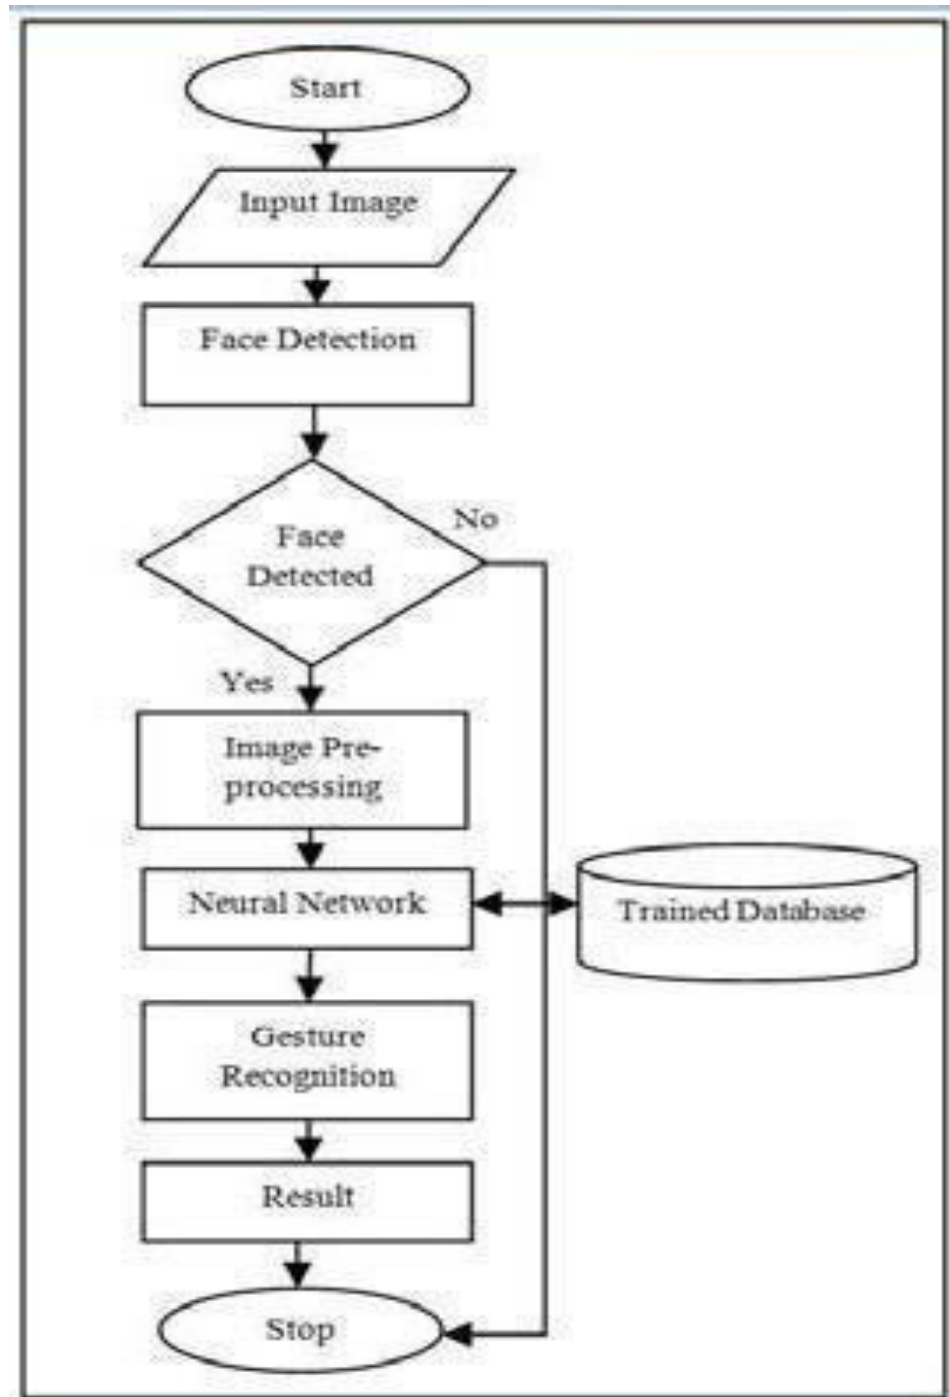 Start
Input Image
Face Detection
No
Face
Detected
Yes
Image Pre-
processing
Neural Network
Trained Database
Gesture
Recognition
Result
Stop